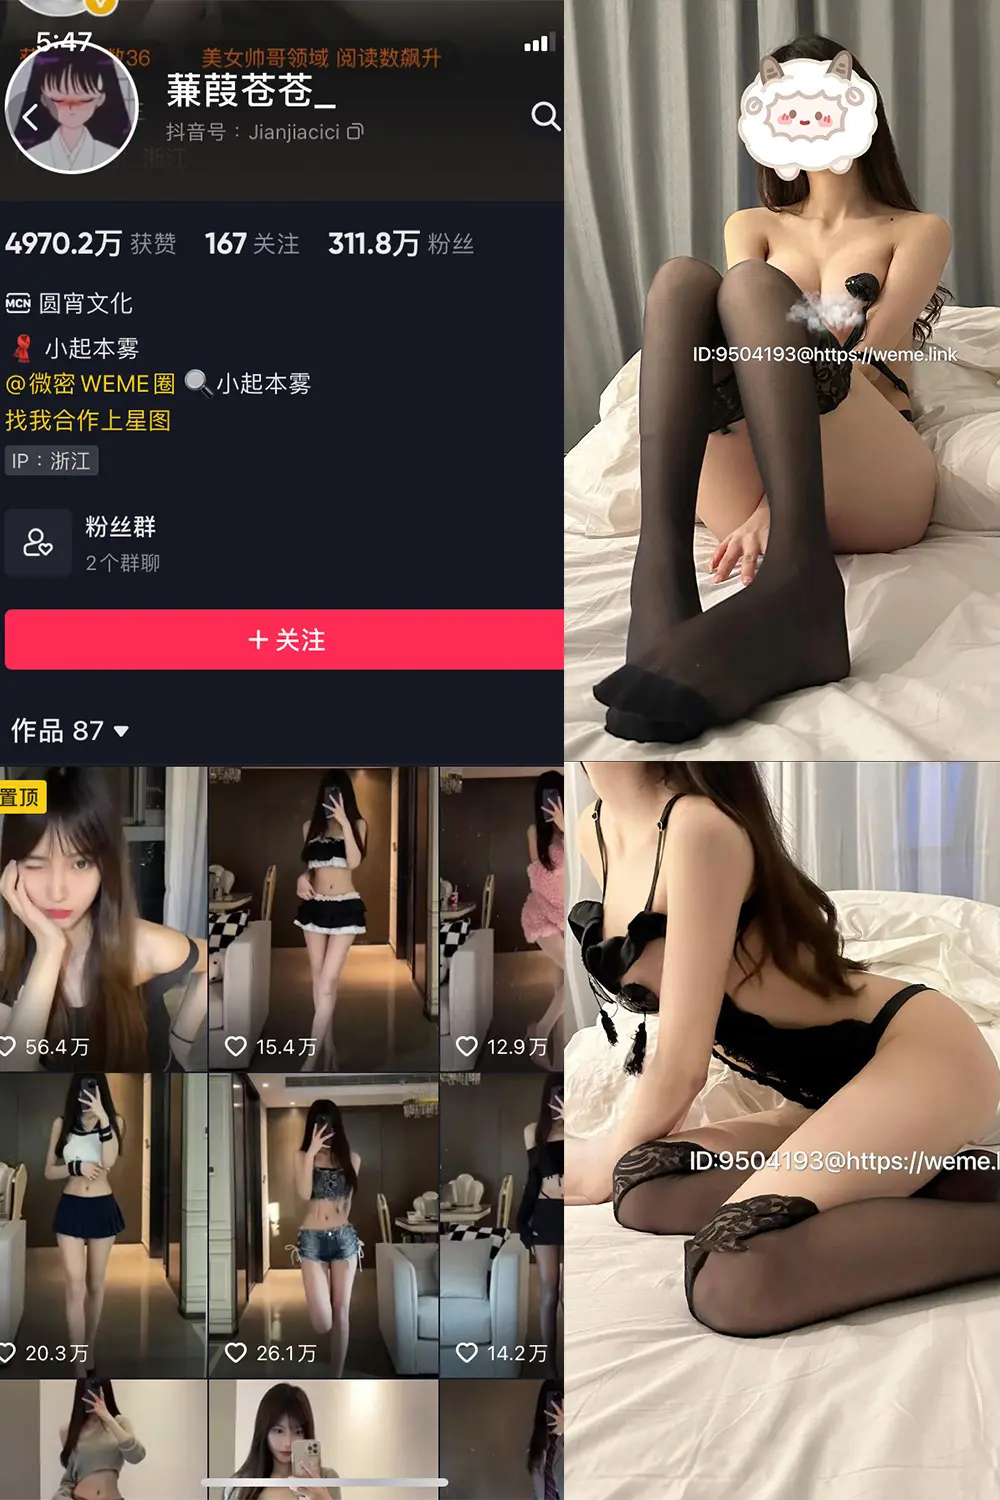 5:47
数36
美女帅哥领域 阅读数飙升
蒹葭苍苍_
抖音号：Jianjiacici
浙江
4970.2万 获赞 167 关注 311.8万 粉丝
MCN 圆宵文化
小起本雾
@微密WEME圈 小起本雾
找我合作上星图
IP：浙江
粉丝群
2个群聊
+ 关注
作品 87
置顶
56.4万
15.4万
12.9万
20.3万
26.1万
14.2万
ID:9504193@https://weme.link
ID:9504193@https://weme.l